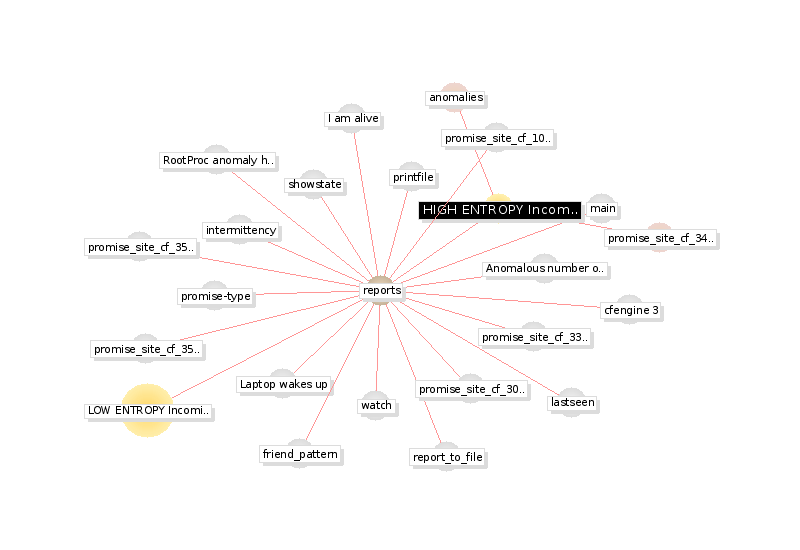 anomalies
I am alive
promise_site_cf_10..
RootProc anomaly h..
printfile
showstate
HIGH ENTROPY Incom..
main
intermittency
promise_site_cf_34..
promise_site_cf_35..
Anomalous number o..
reports
promise-type
cfengine 3
promise_site_cf_33..
promise_site_cf_35..
Laptop wakes up
promise_site_cf_30..
lastseen
watch
LOW ENTROPY Incomi..
friend_pattern
report_to_file